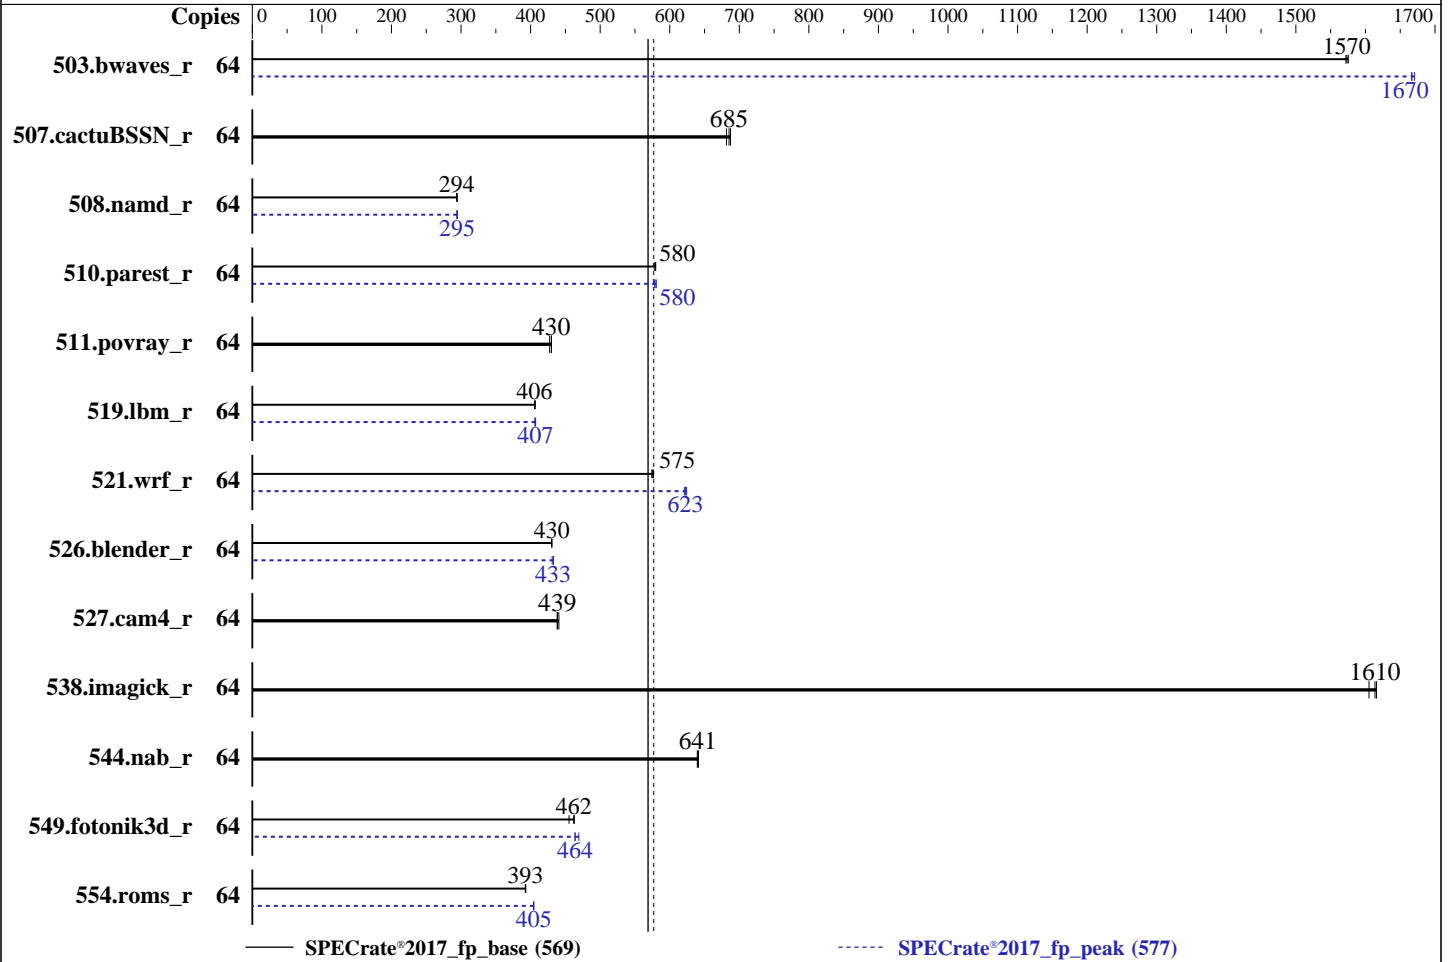 Copies 0 100 200 300 400 500 600 700 800 900 1000 1100 1200 1300 1400 1500 1700
503.bwaves_r 64 1570
1670
507.cactuBSSN_r 64 685
508.namd_r 64 294
295
510.parest_r 64 580
580
511.povray_r 64 430
519.lbm_r 64 406
407
521.wrf_r 64 575
623
526.blender_r 64 430
433
527.cam4_r 64 439
538.imagick_r 64 1610
544.nab_r 64 641
549.fotonik3d_r 64 462
464
554.roms_r 64 393
405
SPECrate®2017_fp_base (569) SPECrate®2017_fp_peak (577)